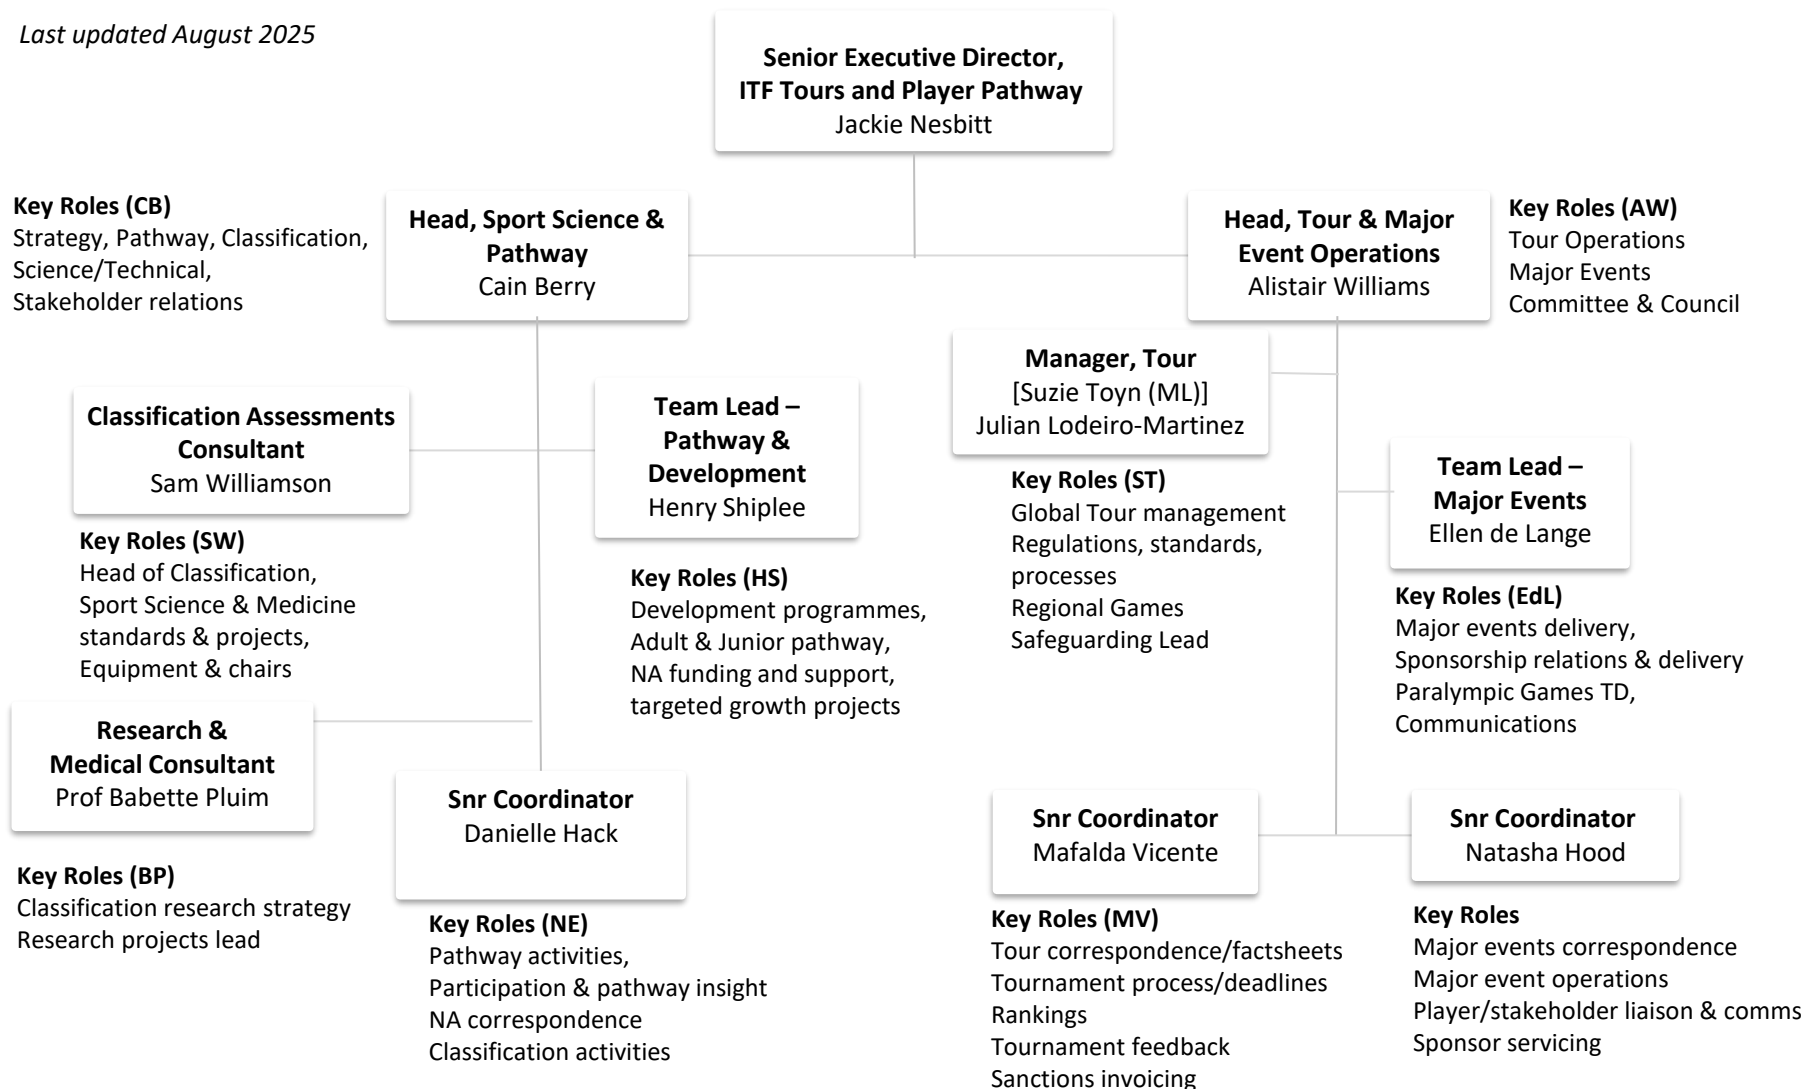 Last updated August 2025
Senior Executive Director,
ITF Tours and Player Pathway
Jackie Nesbitt
Key Roles (CB)
Strategy, Pathway, Classification,
Science/Technical,
Stakeholder relations
Head, Sport Science &
Pathway
Cain Berry
Head, Tour & Major
Event Operations
Alistair Williams
Key Roles (AW)
Tour Operations
Major Events
Committee & Council
Classification Assessments
Consultant
Sam Williamson
Key Roles (SW)
Head of Classification,
Sport Science & Medicine
standards & projects,
Equipment & chairs
Team Lead –
Pathway &
Development
Henry Shiplee
Key Roles (HS)
Development programmes,
Adult & Junior pathway,
NA funding and support,
targeted growth projects
Manager, Tour
[Suzie Toyn (ML)]
Julian Lodeiro-Martinez
Key Roles (ST)
Global Tour management
Regulations, standards,
processes
Regional Games
Safeguarding Lead
Team Lead –
Major Events
Ellen de Lange
Key Roles (EdL)
Major events delivery,
Sponsorship relations & delivery
Paralympic Games TD,
Communications
Research &
Medical Consultant
Prof Babette Pluim
Key Roles (BP)
Classification research strategy
Research projects lead
Snr Coordinator
Danielle Hack
Key Roles (NE)
Pathway activities,
Participation & pathway insight
NA correspondence
Classification activities
Snr Coordinator
Mafalda Vicente
Key Roles (MV)
Tour correspondence/factsheets
Tournament process/deadlines
Rankings
Tournament feedback
Sanctions invoicing
Snr Coordinator
Natasha Hood
Key Roles
Major events correspondence
Major event operations
Player/stakeholder liaison & comms
Sponsor servicing